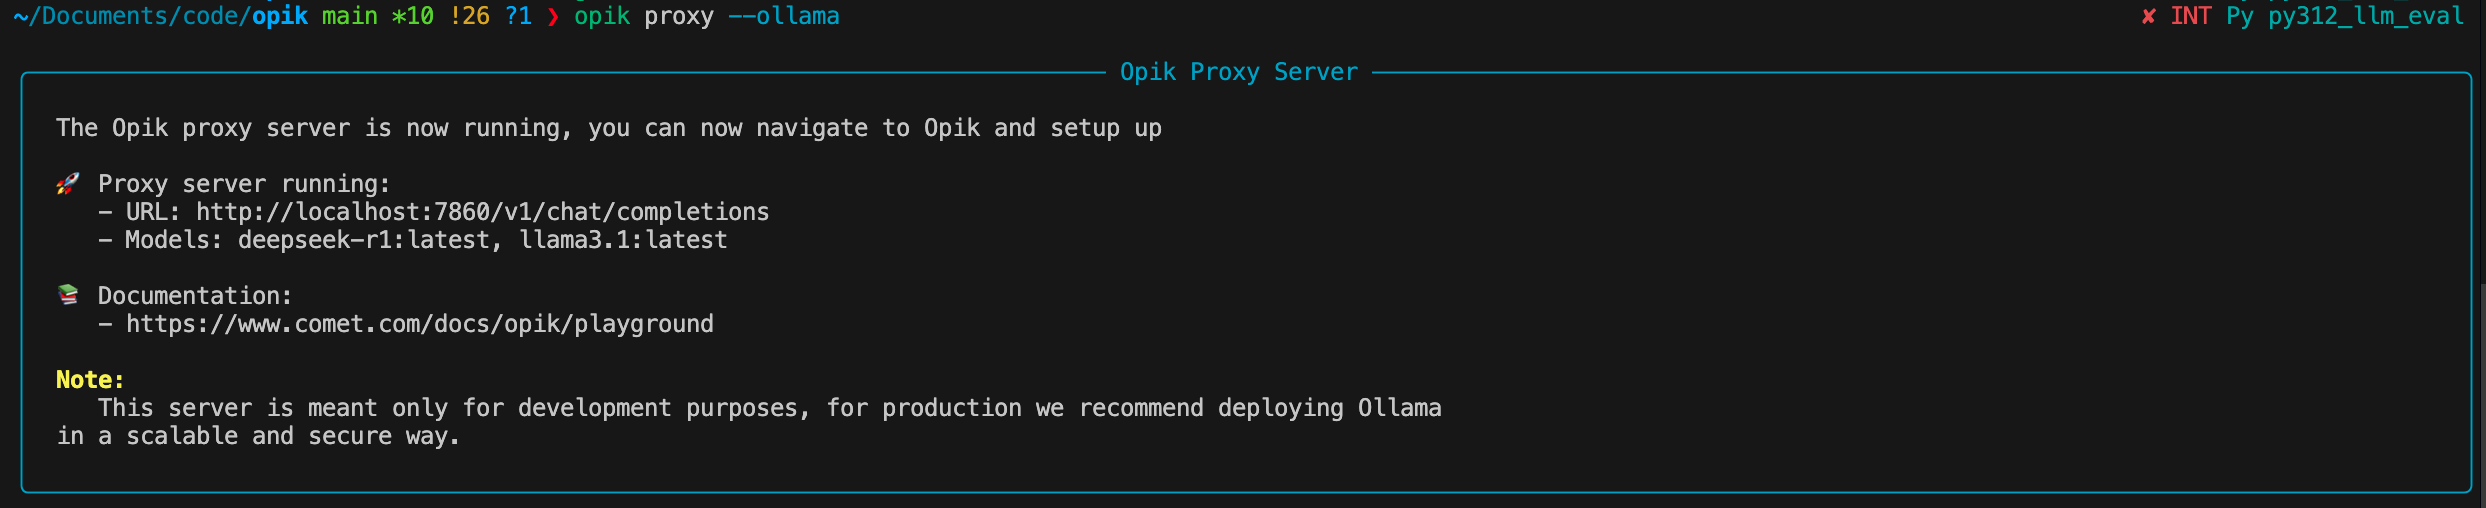 ~/Documents/code/opik main *10 !26 ?1 ❯ opik proxy --ollama ✘ INT Py py312_llm_eval
Opik Proxy Server
The Opik proxy server is now running, you can now navigate to Opik and setup up
🚀 Proxy server running:
- URL: http://localhost:7860/v1/chat/completions
- Models: deepseek-r1:latest, llama3.1:latest
📚 Documentation:
- https://www.comet.com/docs/opik/playground
Note:
This server is meant only for development purposes, for production we recommend deploying Ollama
in a scalable and secure way.